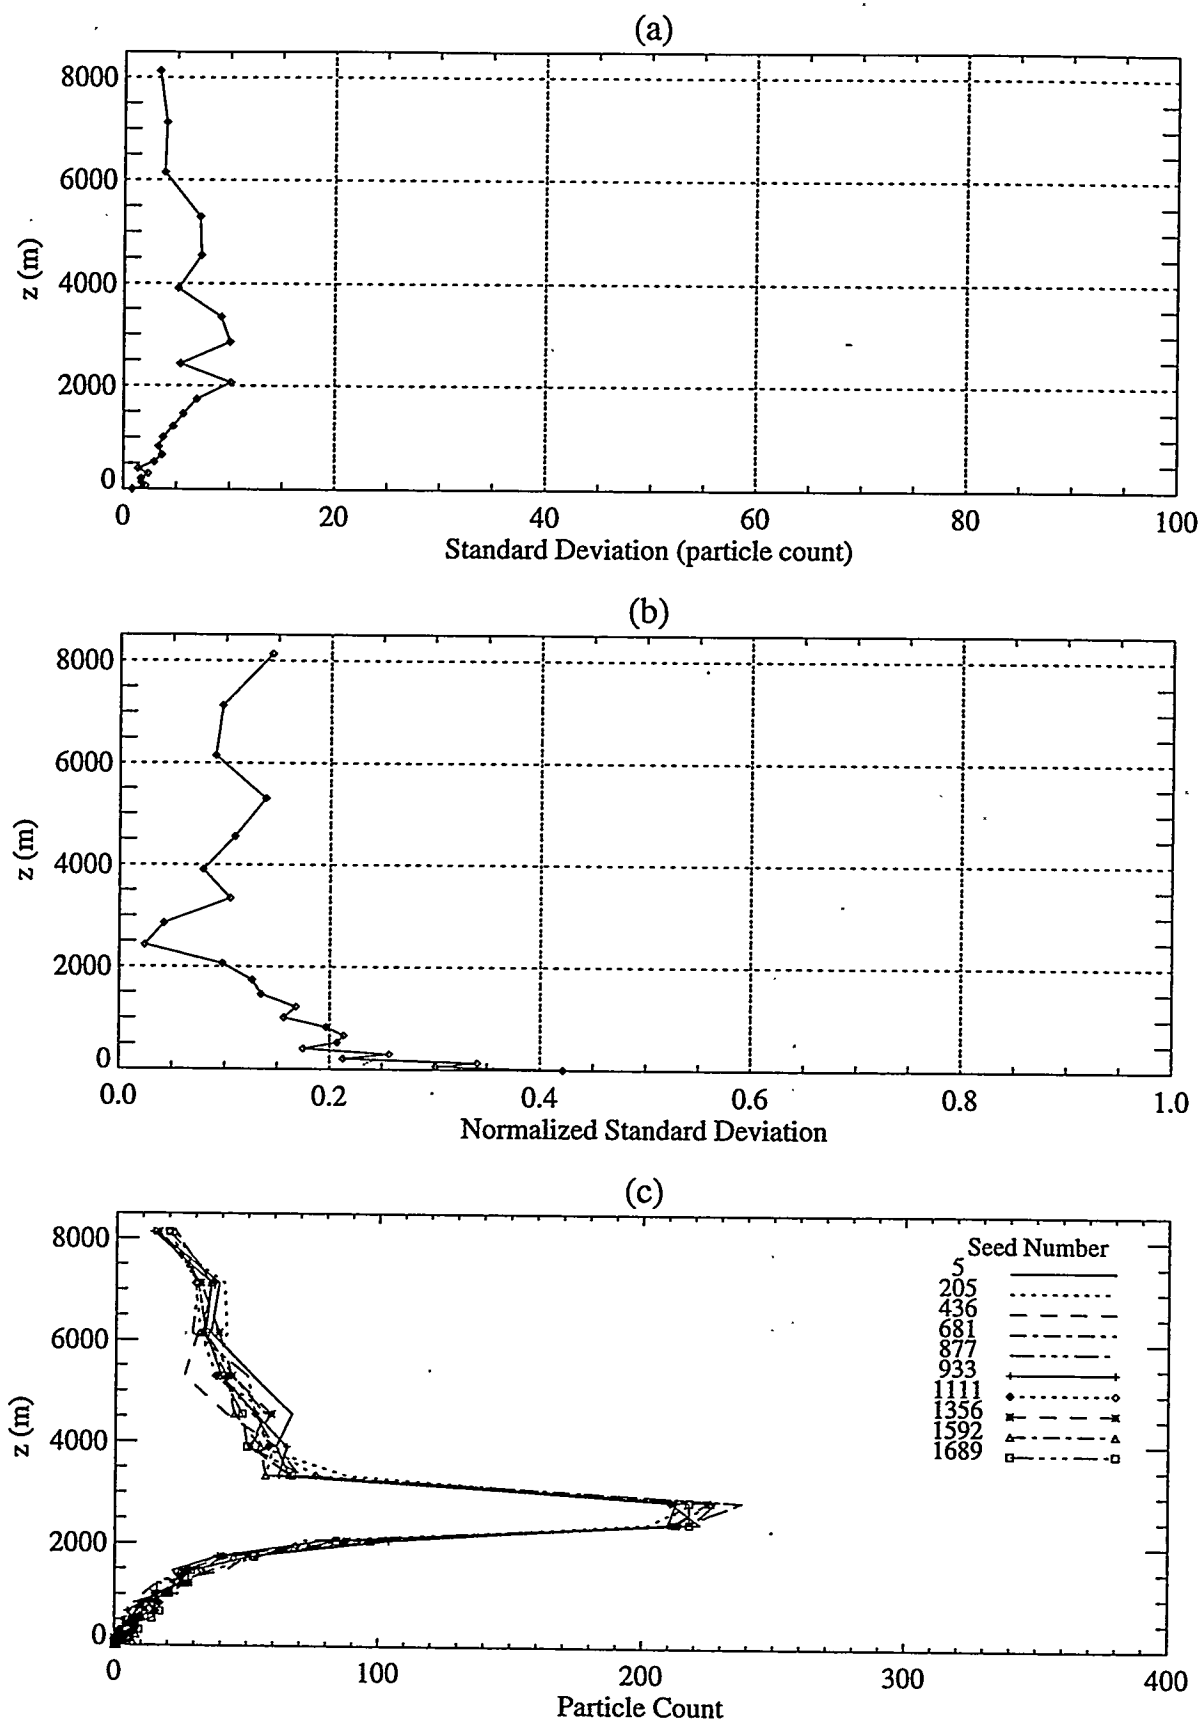 (a)
8000
6000
4000
2000
0
z (m)
0 20 40 60 80 100
Standard Deviation (particle count)
(b)
8000
6000
4000
2000
0
z (m)
0.0 0.2 0.4 0.6 0.8 1.0
Normalized Standard Deviation
(c)
8000
6000
4000
2000
0
z (m)
Seed Number
5
205
436
681
877
933
1111
1356
1592
1689
0 100 200 300 400
Particle Count